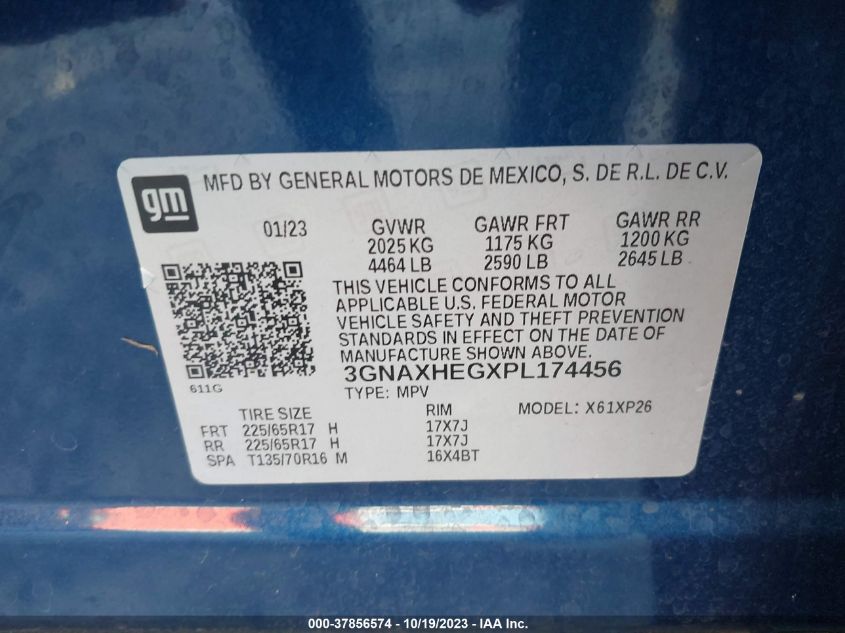 gm
MFD BY GENERAL MOTORS DE MEXICO, S. DE R.L. DE C.V.
01/23 GVWR GAWR FRT GAWR RR
2025 KG 1175 KG 1200 KG
4464 LB 2590 LB 2645 LB
THIS VEHICLE CONFORMS TO ALL
APPLICABLE U.S. FEDERAL MOTOR
VEHICLE SAFETY AND THEFT PREVENTION
STANDARDS IN EFFECT ON THE DATE OF
MANUFACTURE SHOWN ABOVE.
3GNAXHEGXPL174456
611G
TYPE: MPV
TIRE SIZE RIM MODEL: X61XP26
FRT 225/65R17 H 17X7J
RR 225/65R17 H 17X7J
SPA T135/70R16 M 16X4BT
000-37856574 - 10/19/2023 - IAA Inc.